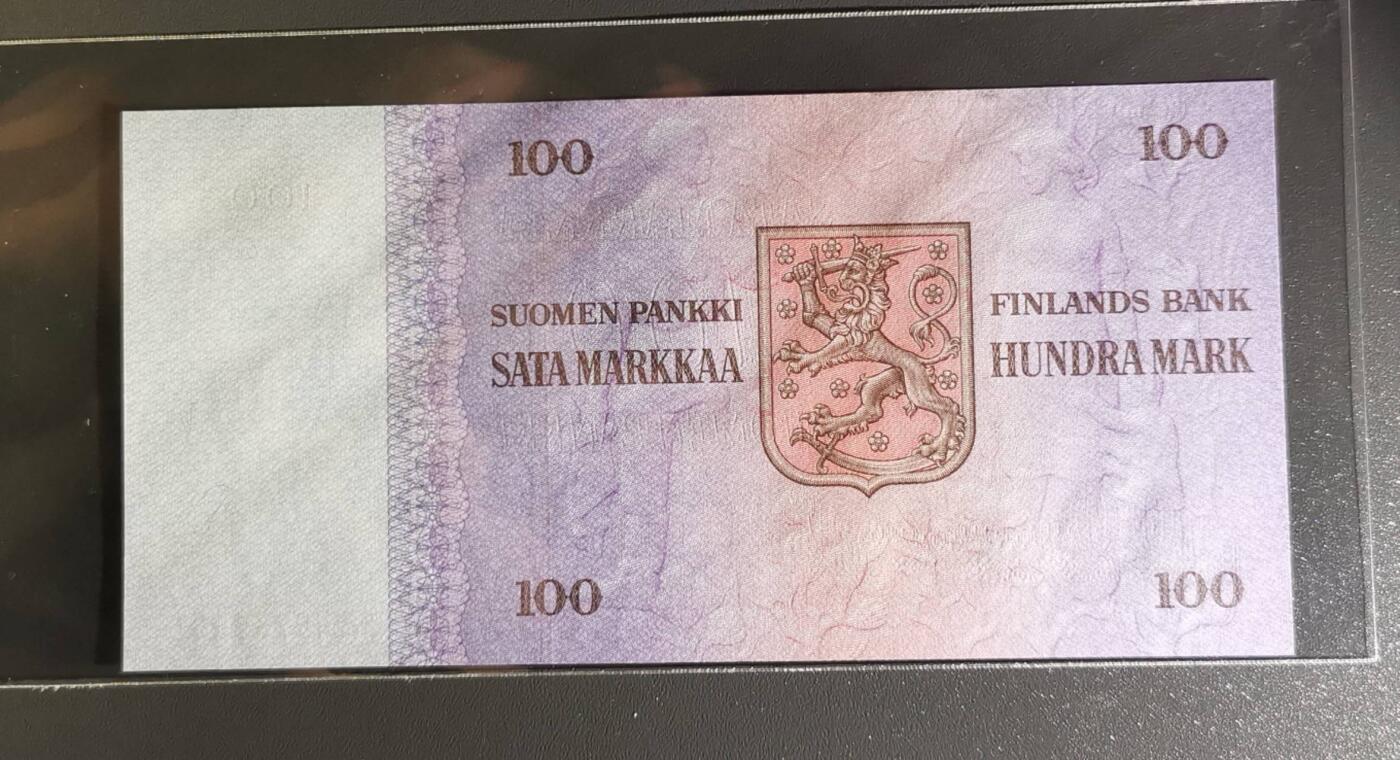 100
100
SUOMEN PANKKI
SATA MARKKAA
FINLANDS BANK
HUNDRA MARK
100
100